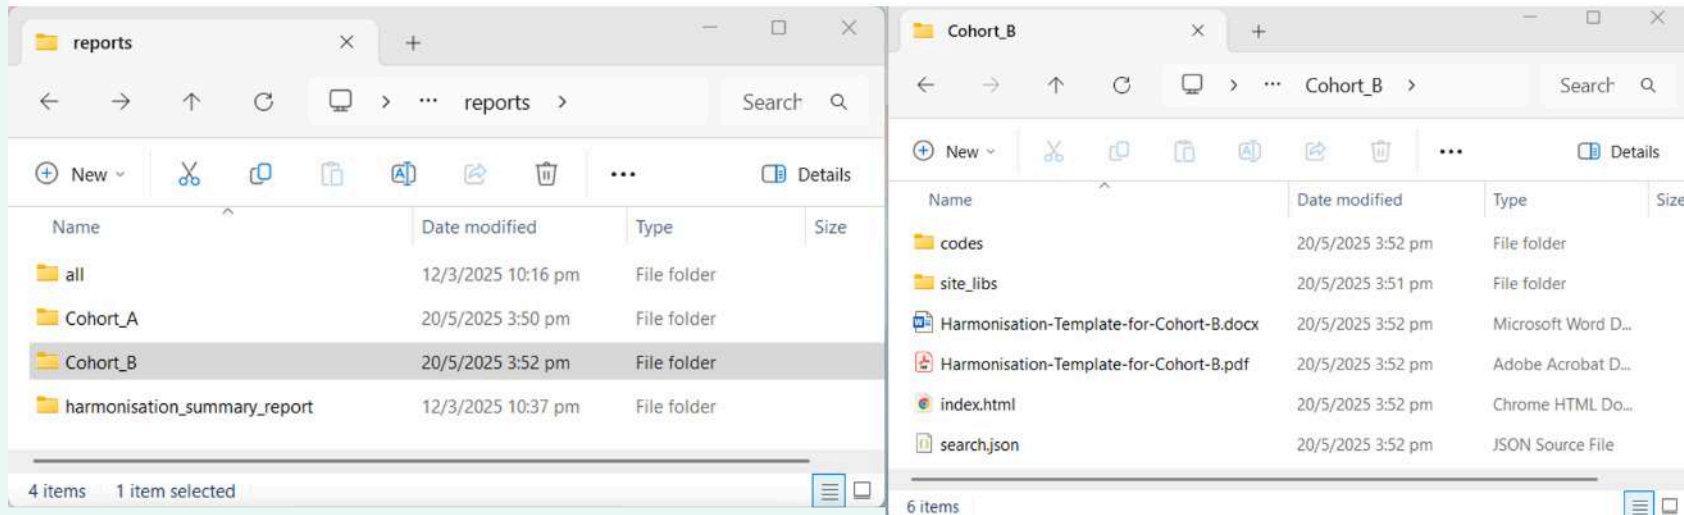 reports
reports
Search
New
Details
Name Date modified Type Size
all 12/3/2025 10:16 pm File folder
Cohort_A 20/5/2025 3:50 pm File folder
Cohort_B 20/5/2025 3:52 pm File folder
harmonisation_summary_report 12/3/2025 10:37 pm File folder
4 items 1 item selected
Cohort_B
Cohort_B
Search
New
Details
Name Date modified Type Size
codes 20/5/2025 3:52 pm File folder
site_libs 20/5/2025 3:51 pm File folder
Harmonisation-Template-for-Cohort-B.docx 20/5/2025 3:52 pm Microsoft Word D...
Harmonisation-Template-for-Cohort-B.pdf 20/5/2025 3:52 pm Adobe Acrobat D...
index.html 20/5/2025 3:52 pm Chrome HTML Do...
search.json 20/5/2025 3:52 pm JSON Source File
6 items